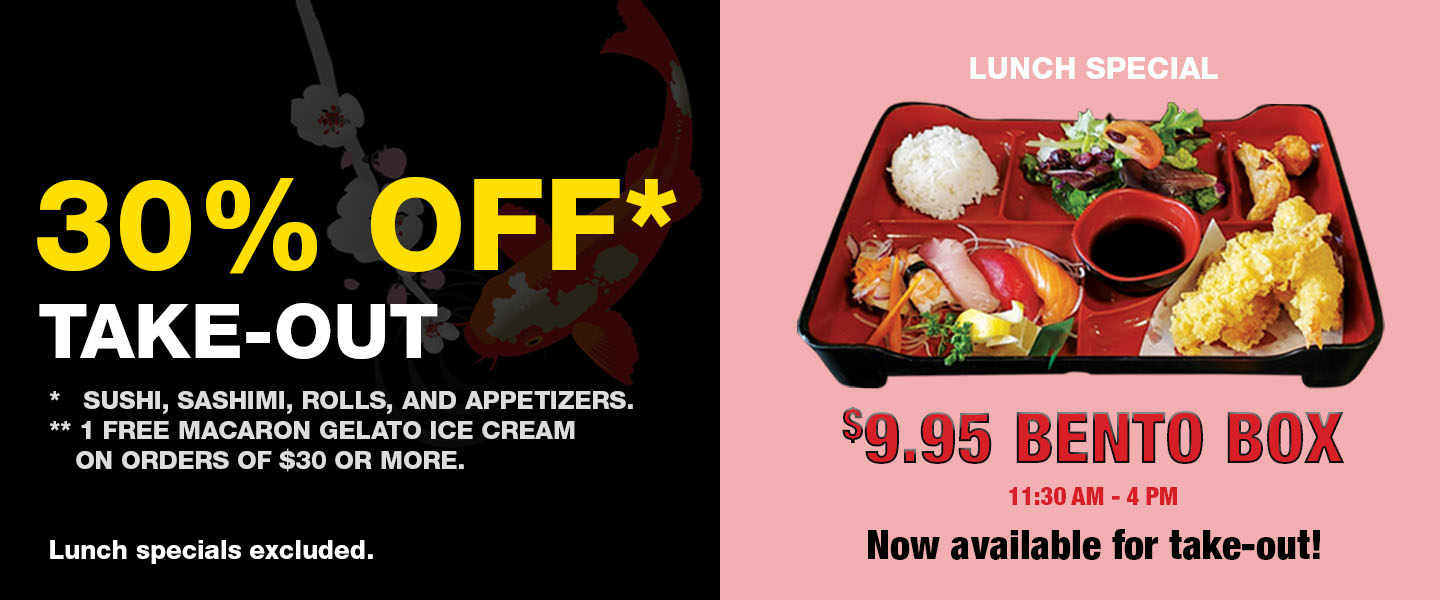 30% OFF*
TAKE-OUT
* SUSHI, SASHIMI, ROLLS, AND APPETIZERS.
** 1 FREE MACARON GELATO ICE CREAM
ON ORDERS OF $30 OR MORE.
Lunch specials excluded.
LUNCH SPECIAL
$9.95 BENTO BOX
11:30 AM - 4 PM
Now available for take-out!